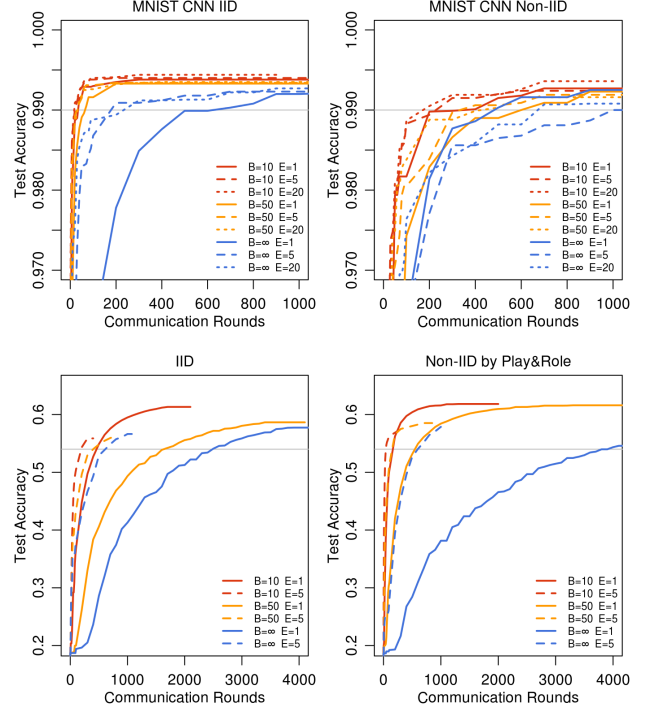 MNIST CNN IID
1.000
0.990
0.980
0.970
Test Accuracy
B=10 E=1
B=10 E=5
B=10 E=20
B=50 E=1
B=50 E=5
B=50 E=20
B=∞ E=1
B=∞ E=5
B=∞ E=20
0 200 400 600 800 1000
Communication Rounds
MNIST CNN Non-IID
1.000
0.990
0.980
0.970
Test Accuracy
B=10 E=1
B=10 E=5
B=10 E=20
B=50 E=1
B=50 E=5
B=50 E=20
B=∞ E=1
B=∞ E=5
B=∞ E=20
0 200 400 600 800 1000
Communication Rounds
IID
0.6
0.5
0.4
0.3
0.2
Test Accuracy
B=10 E=1
B=10 E=5
B=50 E=1
B=50 E=5
B=∞ E=1
B=∞ E=5
0 1000 2000 3000 4000
Communication Rounds
Non-IID by Play&Role
0.6
0.5
0.4
0.3
0.2
Test Accuracy
B=10 E=1
B=10 E=5
B=50 E=1
B=50 E=5
B=∞ E=1
B=∞ E=5
0 1000 2000 3000 4000
Communication Rounds